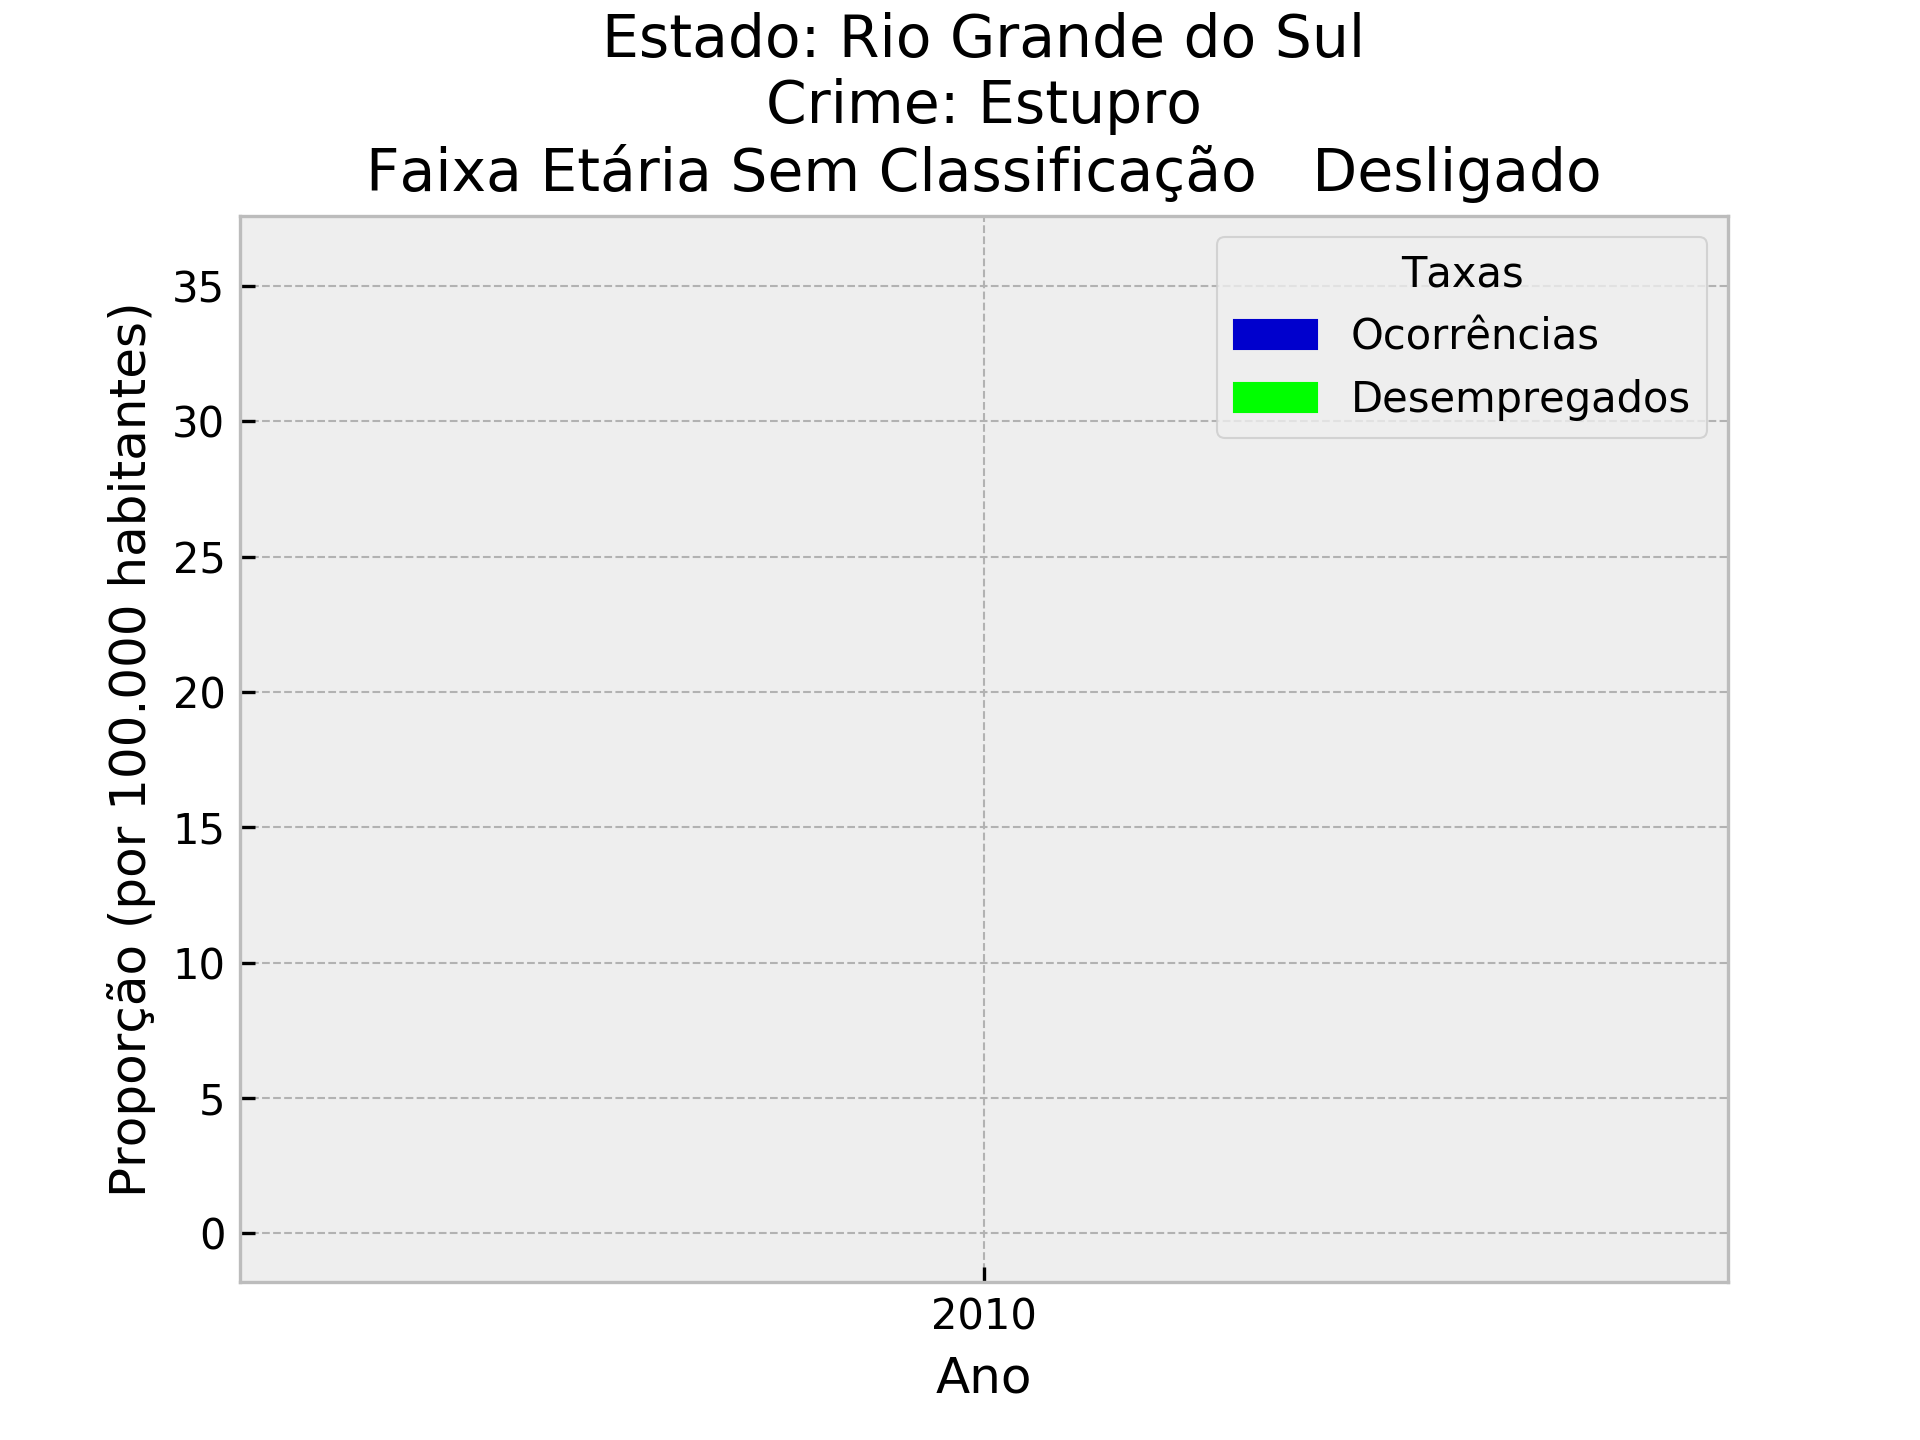 Estado: Rio Grande do Sul
Crime: Estupro
Faixa Etária Sem Classificação   Desligado
Taxas
Ocorrências
Desempregados
Proporção (por 100.000 habitantes)
35
30
25
20
15
10
5
0
2010
Ano